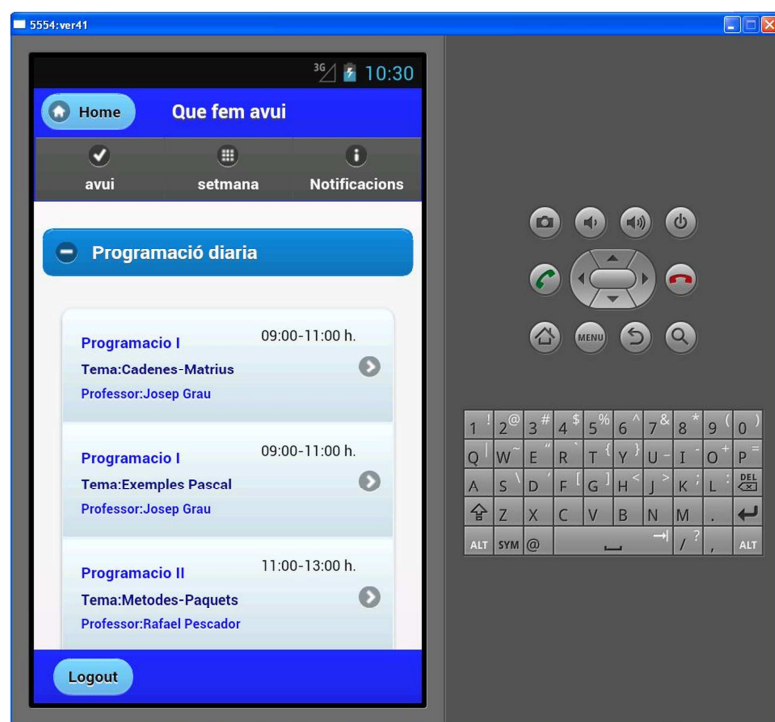 5554:ver41
3G 10:30
Home Que fem avui
avui setmana Notificacions
Programació diaria
Programacio I 09:00-11:00 h.
Tema:Cadenes-Matrius
Professor:Josep Grau
Programacio I 09:00-11:00 h.
Tema:Exemples Pascal
Professor:Josep Grau
Programacio II 11:00-13:00 h.
Tema:Metodes-Paquets
Professor:Rafael Pescador
Logout
MENU
1 ! 2 @ 3 # 4 $ 5 % 6 ^ 7 & 8 * 9 ( 0 )
Q | W ~ E " R ` T { Y } U - I - O + P =
A S \ D ' F [ G ] H < J > K ; L : DEL
Z X C V B N M .
ALT SYM @ / ? , ALT